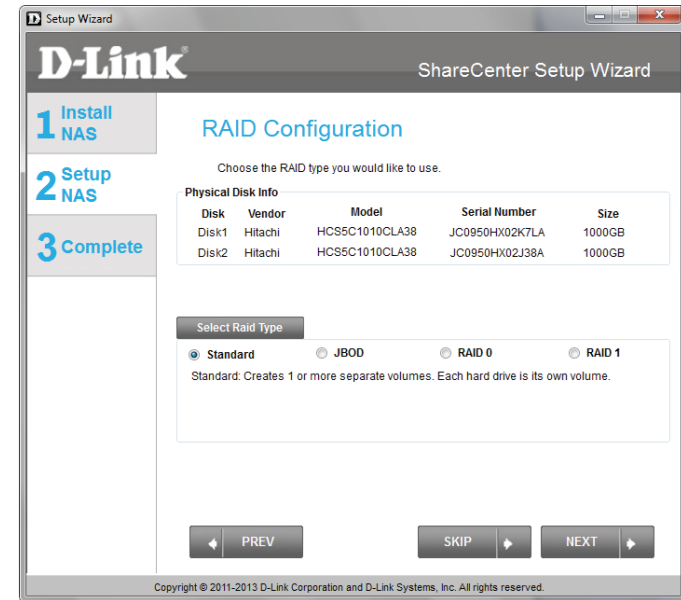 Setup Wizard
D-Link®
ShareCenter Setup Wizard
1 Install NAS
2 Setup NAS
3 Complete
RAID Configuration
Choose the RAID type you would like to use.
Physical Disk Info
Disk Vendor Model Serial Number Size
Disk1 Hitachi HCS5C1010CLA38 JC0950HX02K7LA 1000GB
Disk2 Hitachi HCS5C1010CLA38 JC0950HX02J38A 1000GB
Select Raid Type
Standard JBOD RAID 0 RAID 1
Standard: Creates 1 or more separate volumes. Each hard drive is its own volume.
PREV SKIP NEXT
Copyright © 2011-2013 D-Link Corporation and D-Link Systems, Inc. All rights reserved.